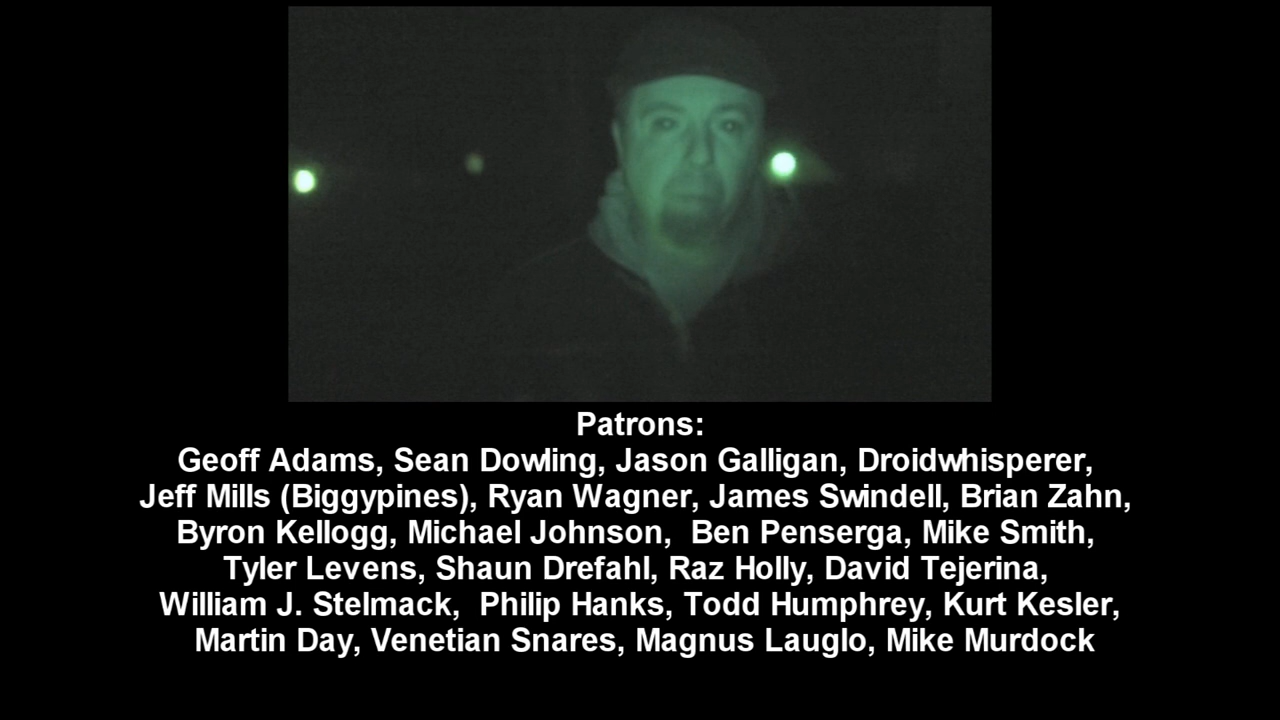 Patrons:
Geoff Adams, Sean Dowling, Jason Galligan, Droidwhisperer,
Jeff Mills (Biggypines), Ryan Wagner, James Swindell, Brian Zahn,
Byron Kellogg, Michael Johnson,  Ben Penserga, Mike Smith,
Tyler Levens, Shaun Drefahl, Raz Holly, David Tejerina,
William J. Stelmack,  Philip Hanks, Todd Humphrey, Kurt Kesler,
Martin Day, Venetian Snares, Magnus Lauglo, Mike Murdock